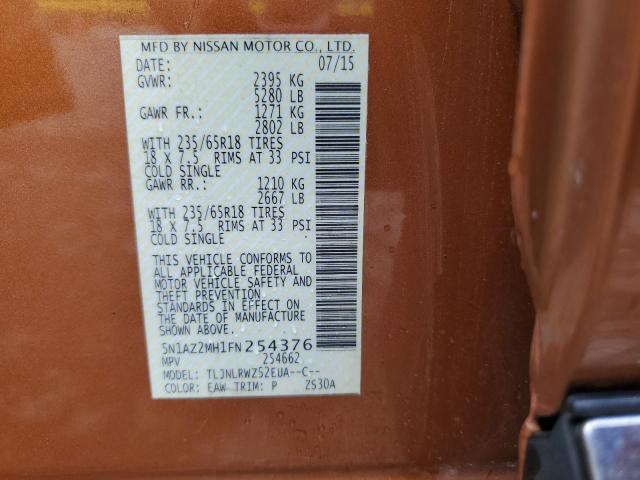 MFD BY NISSAN MOTOR CO., LTD.
DATE: 07/15
GVWR: 2395 KG
5280 LB
GAWR FR.: 1271 KG
2802 LB
WITH 235/65R18 TIRES
18 X 7.5 RIMS AT 33 PSI
COLD SINGLE
GAWR RR.: 1210 KG
2667 LB
WITH 235/65R18 TIRES
18 X 7.5 RIMS AT 33 PSI
COLD SINGLE
THIS VEHICLE CONFORMS TO
ALL APPLICABLE FEDERAL
MOTOR VEHICLE SAFETY AND
THEFT PREVENTION
STANDARDS IN EFFECT ON
THE DATE OF MANUFACTURE
SHOWN ABOVE.
5N1AZ2MH1FN254376
MPV 254662
TYPE: TLJNLRWZ52EUA--C--
COLOR: EAW TRIM: P ZS30A